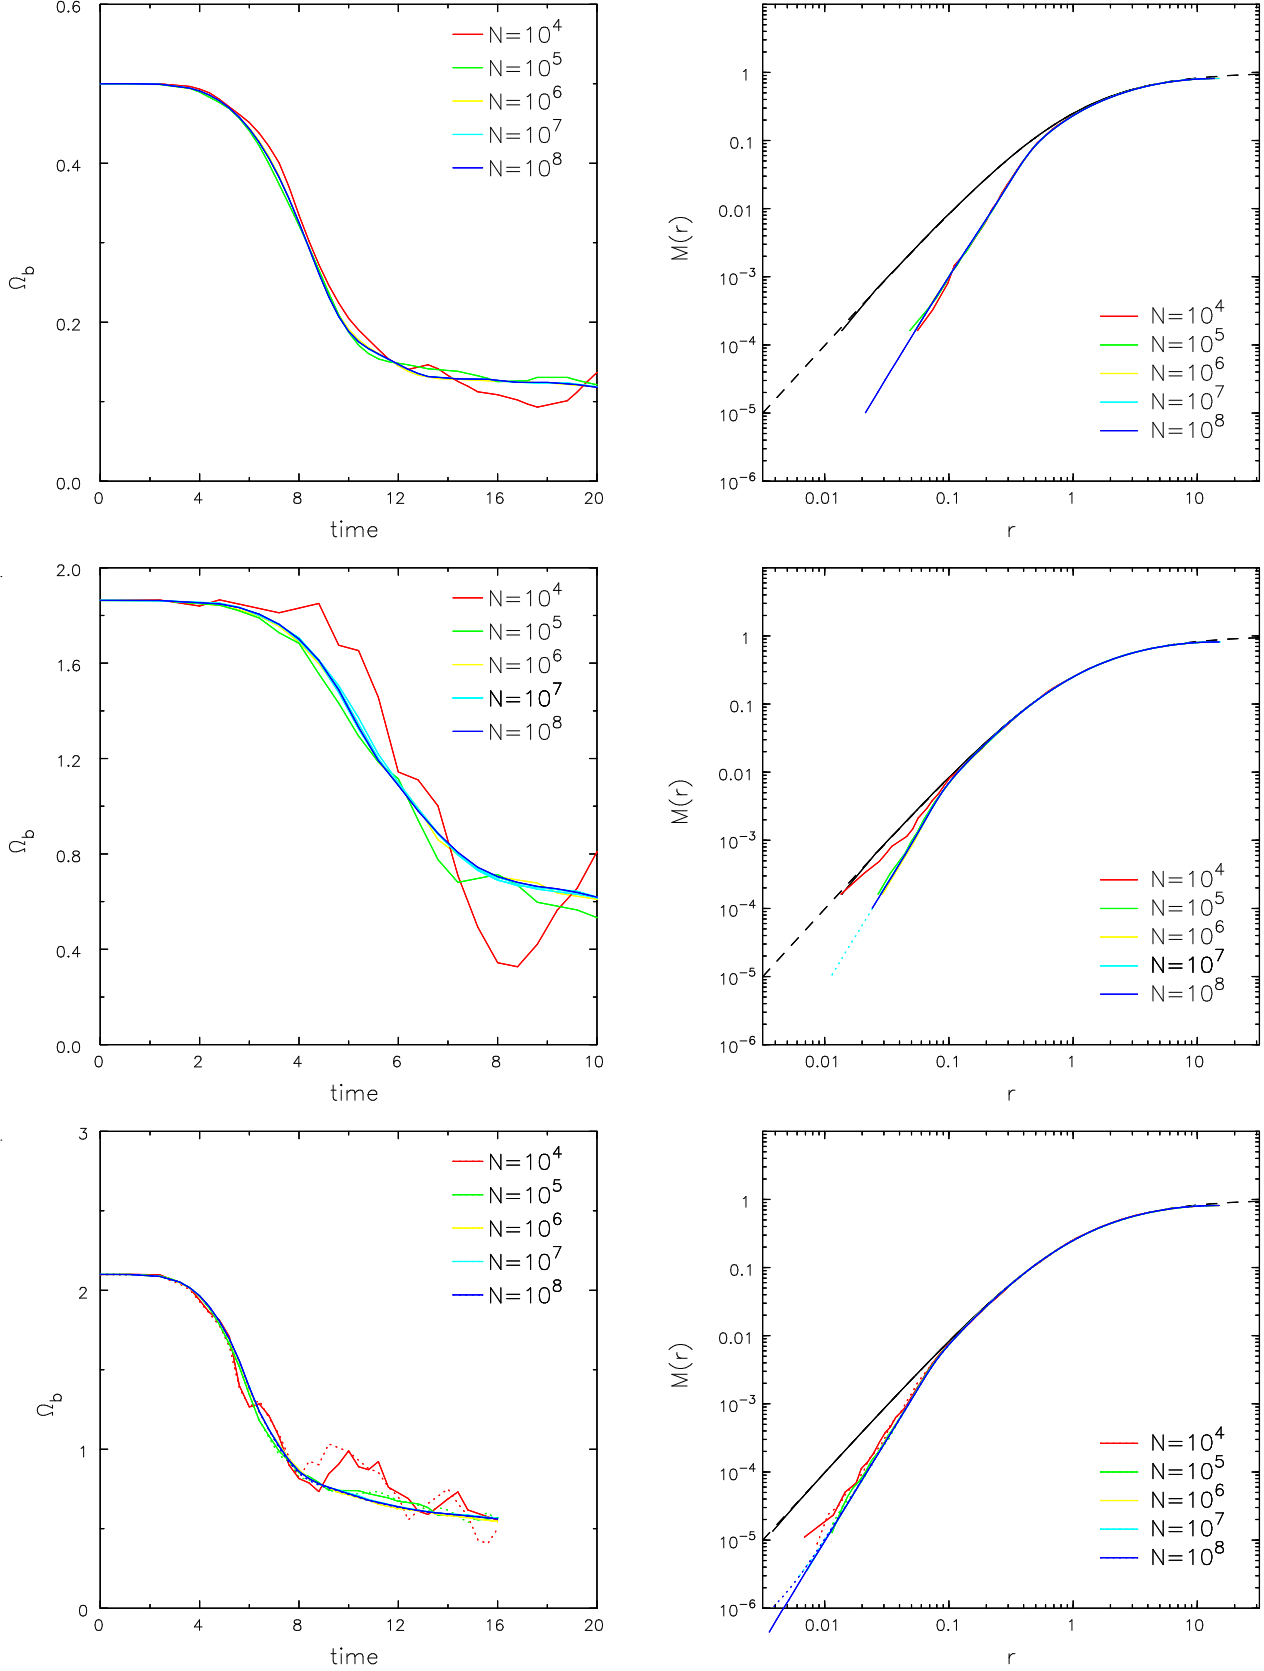 0.6
0.4
0.2
0.0
Ω_b
N=10^4
N=10^5
N=10^6
N=10^7
N=10^8
0 4 8 12 16 20
time
1
0.1
0.01
10^-3
10^-4
10^-5
10^-6
M(r)
N=10^4
N=10^5
N=10^6
N=10^7
N=10^8
0.01 0.1 1 10
r
2.0
1.6
1.2
0.8
0.4
0.0
Ω_b
N=10^4
N=10^5
N=10^6
N=10^7
N=10^8
0 2 4 6 8 10
time
1
0.1
0.01
10^-3
10^-4
10^-5
10^-6
M(r)
N=10^4
N=10^5
N=10^6
N=10^7
N=10^8
0.01 0.1 1 10
r
3
2
1
0
Ω_b
N=10^4
N=10^5
N=10^6
N=10^7
N=10^8
0 4 8 12 16 20
time
1
0.1
0.01
10^-3
10^-4
10^-5
10^-6
M(r)
N=10^4
N=10^5
N=10^6
N=10^7
N=10^8
0.01 0.1 1 10
r